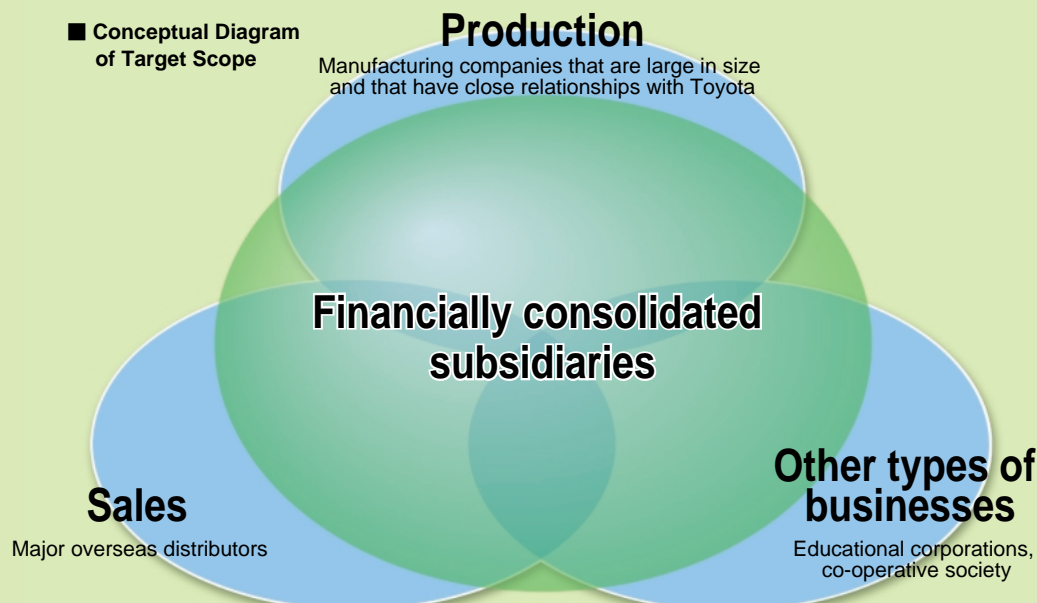 ■ Conceptual Diagram
of Target Scope
Production
Manufacturing companies that are large in size
and that have close relationships with Toyota
Financially consolidated
subsidiaries
Sales
Major overseas distributors
Other types of
businesses
Educational corporations,
co-operative society